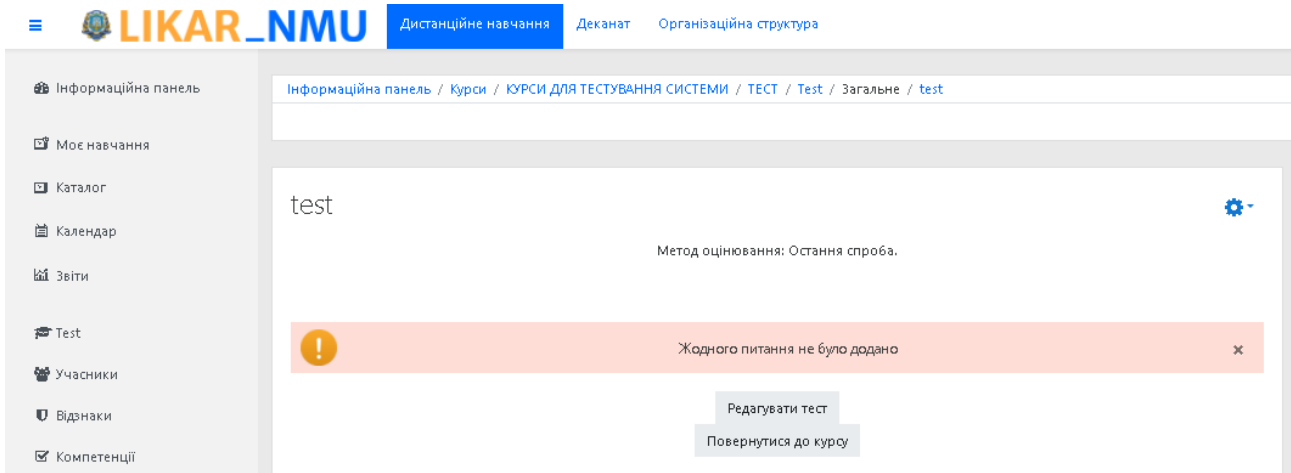 LIKAR_NMU Дистанційне навчання Деканат Організаційна структура
Інформаційна панель
Інформаційна панель / Курси / КУРСИ ДЛЯ ТЕСТУВАННЯ СИСТЕМИ / ТЕСТ / Test / Загальне / test
Моє навчання
Каталог
Календар
Звіти
Test
Учасники
Відзнаки
Компетенції
test
Метод оцінювання: Остання спроба.
Жодного питання не було додано ×
Редагувати тест
Повернутися до курсу